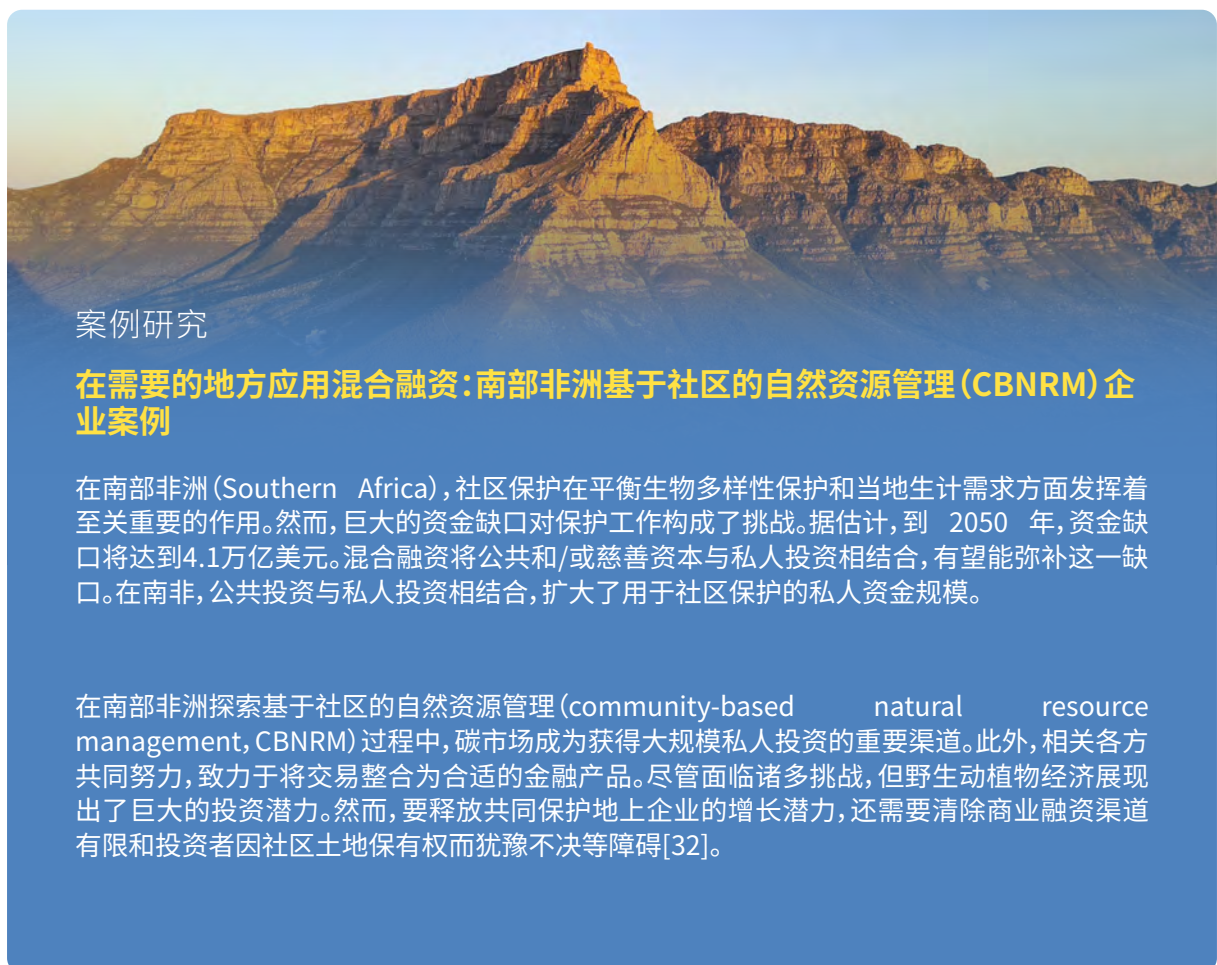 案例研究
在需要的地方应用混合融资：南部非洲基于社区的自然资源管理（CBNRM）企
业案例
在南部非洲（Southern Africa），社区保护在平衡生物多样性保护和当地生计需求方面发挥着
至关重要的作用。然而，巨大的资金缺口对保护工作构成了挑战。据估计，到 2050 年，资金缺
口将达到4.1万亿美元。混合融资将公共和/或慈善资本与私人投资相结合，有望能弥补这一缺
口。在南非，公共投资与私人投资相结合，扩大了用于社区保护的私人资金规模。
在南部非洲探索基于社区的自然资源管理（community-based natural resource
management，CBNRM）过程中，碳市场成为获得大规模私人投资的重要渠道。此外，相关各方
共同努力，致力于将交易整合为合适的金融产品。尽管面临诸多挑战，但野生动植物经济展现
出了巨大的投资潜力。然而，要释放共同保护地上企业的增长潜力，还需要清除商业融资渠道
有限和投资者因社区土地保有权而犹豫不决等障碍[32]。